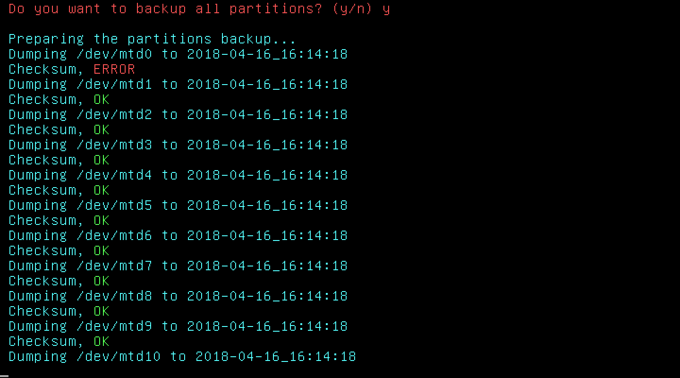 Do you want to backup all partitions? (y/n) y
Preparing the partitions backup...
Dumping /dev/mtd0 to 2018-04-16_16:14:18
Checksum, ERROR
Dumping /dev/mtd1 to 2018-04-16_16:14:18
Checksum, OK
Dumping /dev/mtd2 to 2018-04-16_16:14:18
Checksum, OK
Dumping /dev/mtd3 to 2018-04-16_16:14:18
Checksum, OK
Dumping /dev/mtd4 to 2018-04-16_16:14:18
Checksum, OK
Dumping /dev/mtd5 to 2018-04-16_16:14:18
Checksum, OK
Dumping /dev/mtd6 to 2018-04-16_16:14:18
Checksum, OK
Dumping /dev/mtd7 to 2018-04-16_16:14:18
Checksum, OK
Dumping /dev/mtd8 to 2018-04-16_16:14:18
Checksum, OK
Dumping /dev/mtd9 to 2018-04-16_16:14:18
Checksum, OK
Dumping /dev/mtd10 to 2018-04-16_16:14:18